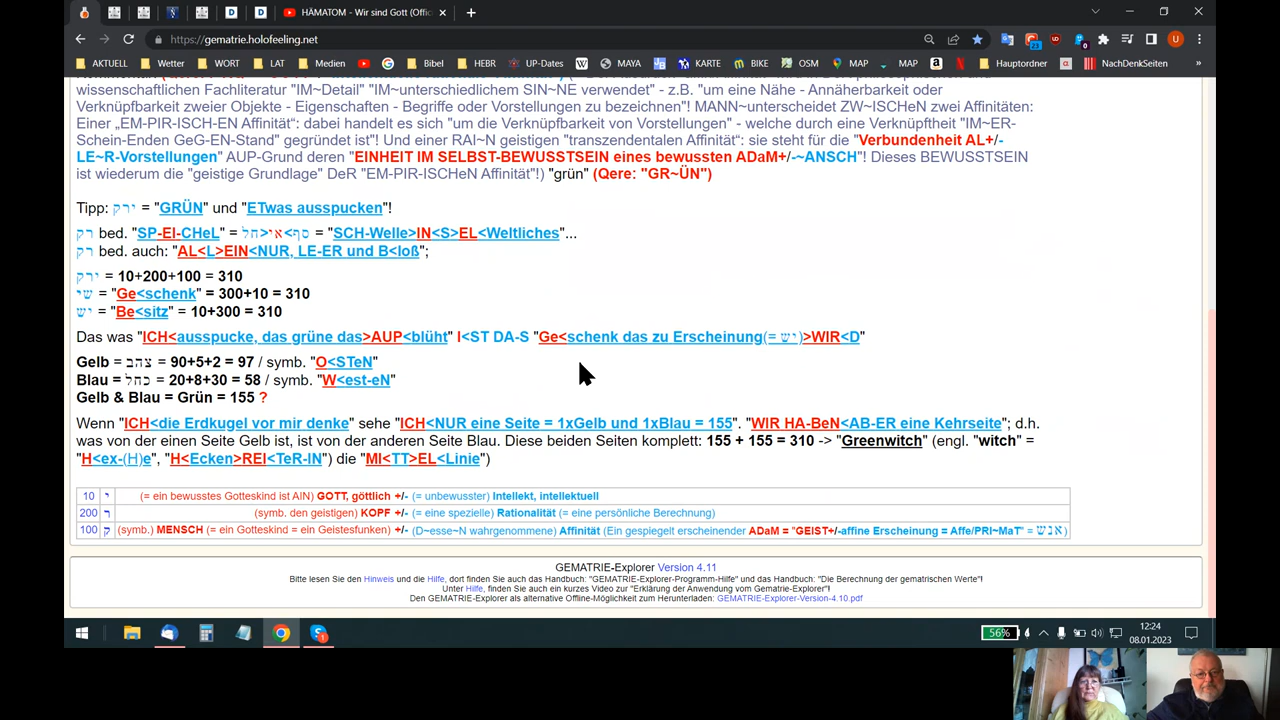 HÄMATOM - Wir sind Gott (Offic
https://gematrie.holofeeling.net
AKTUELL Wetter WORT LAT Medien Bibel HEBR UP-Dates MAYA KARTE BIKE OSM MAP MAP Hauptordner NachDenkSeiten
wissenschaftlichen Fachliteratur "IM~Detail" "IM~unterschiedlichem SIN~NE verwendet" - z.B. "um eine Nähe - Annäherbarkeit oder
Verknüpfbarkeit zweier Objekte - Eigenschaften - Begriffe oder Vorstellungen zu bezeichnen"! MANN~unterscheidet ZW~ISCHeN zwei Affinitäten:
Einer „EM-PIR-ISCH-EN Affinität“: dabei handelt es sich "um die Verknüpfbarkeit von Vorstellungen" - welche durch eine Verknüpftheit "IM~ER-
Schein-Enden GeG-EN-Stand" gegründet ist"! Und einer RAI~N geistigen "transzendentalen Affinität“: sie steht für die "Verbundenheit AL+/-
LE~R-Vorstellungen" AUP-Grund deren "EINHEIT IM SELBST-BEWUSSTSEIN eines bewussten ADaM+/-~ANSCH"! Dieses BEWUSSTSEIN
ist wiederum die "geistige Grundlage" DeR "EM-PIR-ISCHeN Affinität"!) "grün" (Qere: "GR~ÜN")
Tipp: ירק = "GRÜN" und "ETwas ausspucken"!
רק bed. "SP-EI-CHeL" = סף<אי>חל = "SCH-Welle>IN<S>EL<Weltliches"...
רק bed. auch: "AL<L>EIN<NUR, LE-ER und B<loß";
ירק = 10+200+100 = 310
שי = "Ge<schenk" = 300+10 = 310
יש = "Be<sitz" = 10+300 = 310
Das was "ICH<ausspucke, das grüne das>AUP<blüht" I<ST DA-S "Ge<schenk das zu Erscheinung(= יש)>WIR<D"
Gelb = צהב = 90+5+2 = 97 / symb. "O<STeN"
Blau = כחל = 20+8+30 = 58 / symb. "W<est-eN"
Gelb & Blau = Grün = 155 ?
Wenn "ICH<die Erdkugel vor mir denke" sehe "ICH<NUR eine Seite = 1xGelb und 1xBlau = 155". "WIR HA-BeN<AB-ER eine Kehrseite"; d.h.
was von der einen Seite Gelb ist, ist von der anderen Seite Blau. Diese beiden Seiten komplett: 155 + 155 = 310 -> "Greenwitch" (engl. "witch" =
"H<ex-(H)e", "H<Ecken>REI<TeR-IN") die "MI<TT>EL<Linie")
10 י (= ein bewusstes Gotteskind ist AIN) GOTT, göttlich +/- (= unbewusster) Intellekt, intellektuell
200 ר (symb. den geistigen) KOPF +/- (= eine spezielle) Rationalität (= eine persönliche Berechnung)
100 ק (symb.) MENSCH (= ein Gotteskind = ein Geistesfunken) +/- (D~esse~N wahrgenommene) Affinität (Ein gespiegelt erscheinender ADaM = "GEIST+/-affine Erscheinung = Affe/PRI~MaT" = אנש)
GEMATRIE-Explorer Version 4.11
Bitte lesen Sie den Hinweis und die Hilfe, dort finden Sie auch das Handbuch: "GEMATRIE-Explorer-Programm-Hilfe" und das Handbuch: "Die Berechnung der gematrischen Werte"!
Unter Hilfe, finden Sie auch ein kurzes Video zur "Erklärung der Anwendung vom Gematrie-Explorer"!
Den GEMATRIE-Explorer als alternative Offline-Möglichkeit zum Herunterladen: GEMATRIE-Explorer-Version-4.10.pdf
56%
12:24
08.01.2023